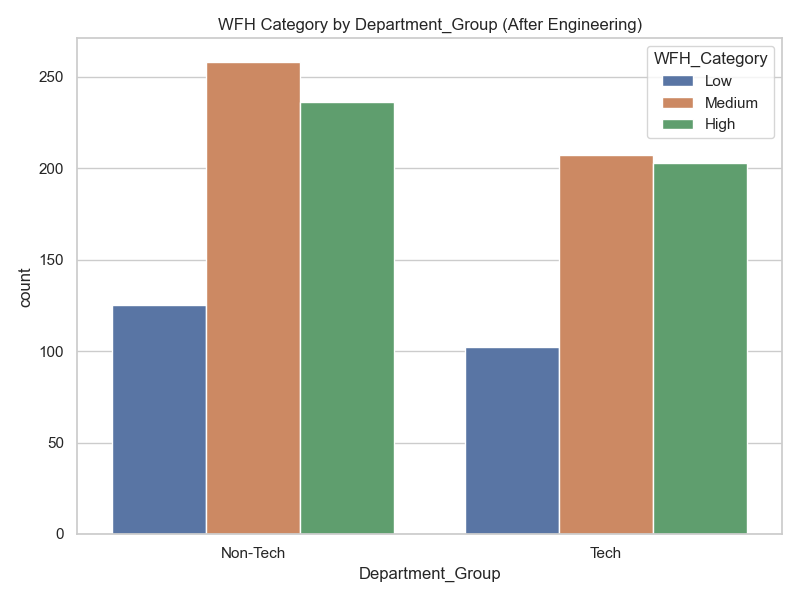 WFH Category by Department_Group (After Engineering)
WFH_Category
Low
Medium
High
250
200
150
100
50
0
count
Non-Tech
Tech
Department_Group